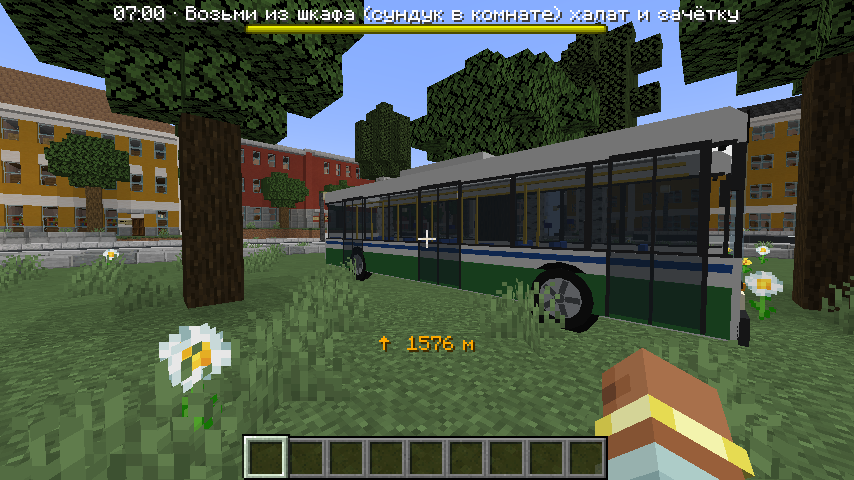 07:00 · Возьми из шкафа (сундук в комнате) халат и зачётку
↑ 1576 м